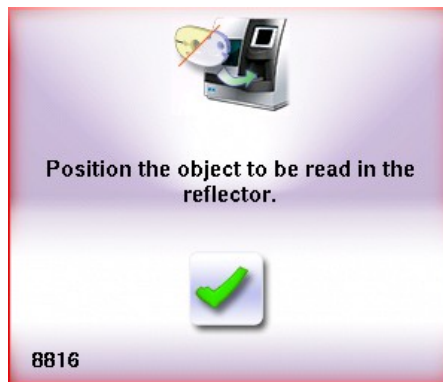 Position the object to be read in the
reflector.
8816